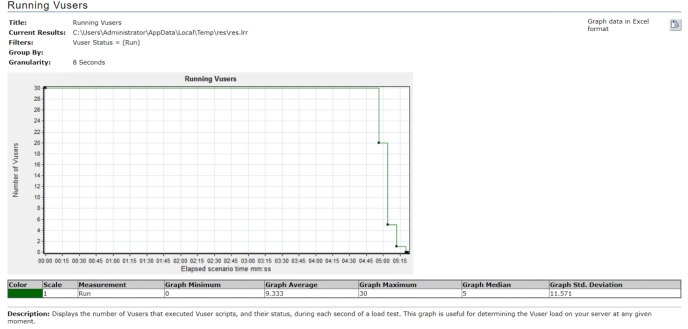 Running Vusers
Title: Running Vusers
Graph data in Excel
format
Current Results: C:\Users\Administrator\AppData\Local\Temp\res\res.lrr
Filters: Vuser Status = (Run)
Group By:
Granularity: 8 Seconds
Running Vusers
30
28
26
24
22
20
18
16
14
12
10
8
6
4
2
0
Number of Vusers
00:00 00:15 00:30 00:45 01:00 01:15 01:30 01:45 02:00 02:15 02:30 02:45 03:00 03:15 03:30 03:45 04:00 04:15 04:30 04:45 05:00 05:15
Elapsed scenario time mm:ss
Color Scale Measurement Graph Minimum Graph Average Graph Maximum Graph Median Graph Std. Deviation
1 Run 0 9.333 30 5 11.571
Description: Displays the number of Vusers that executed Vuser scripts, and their status, during each second of a load test. This graph is useful for determining the Vuser load on your server at any given
moment.